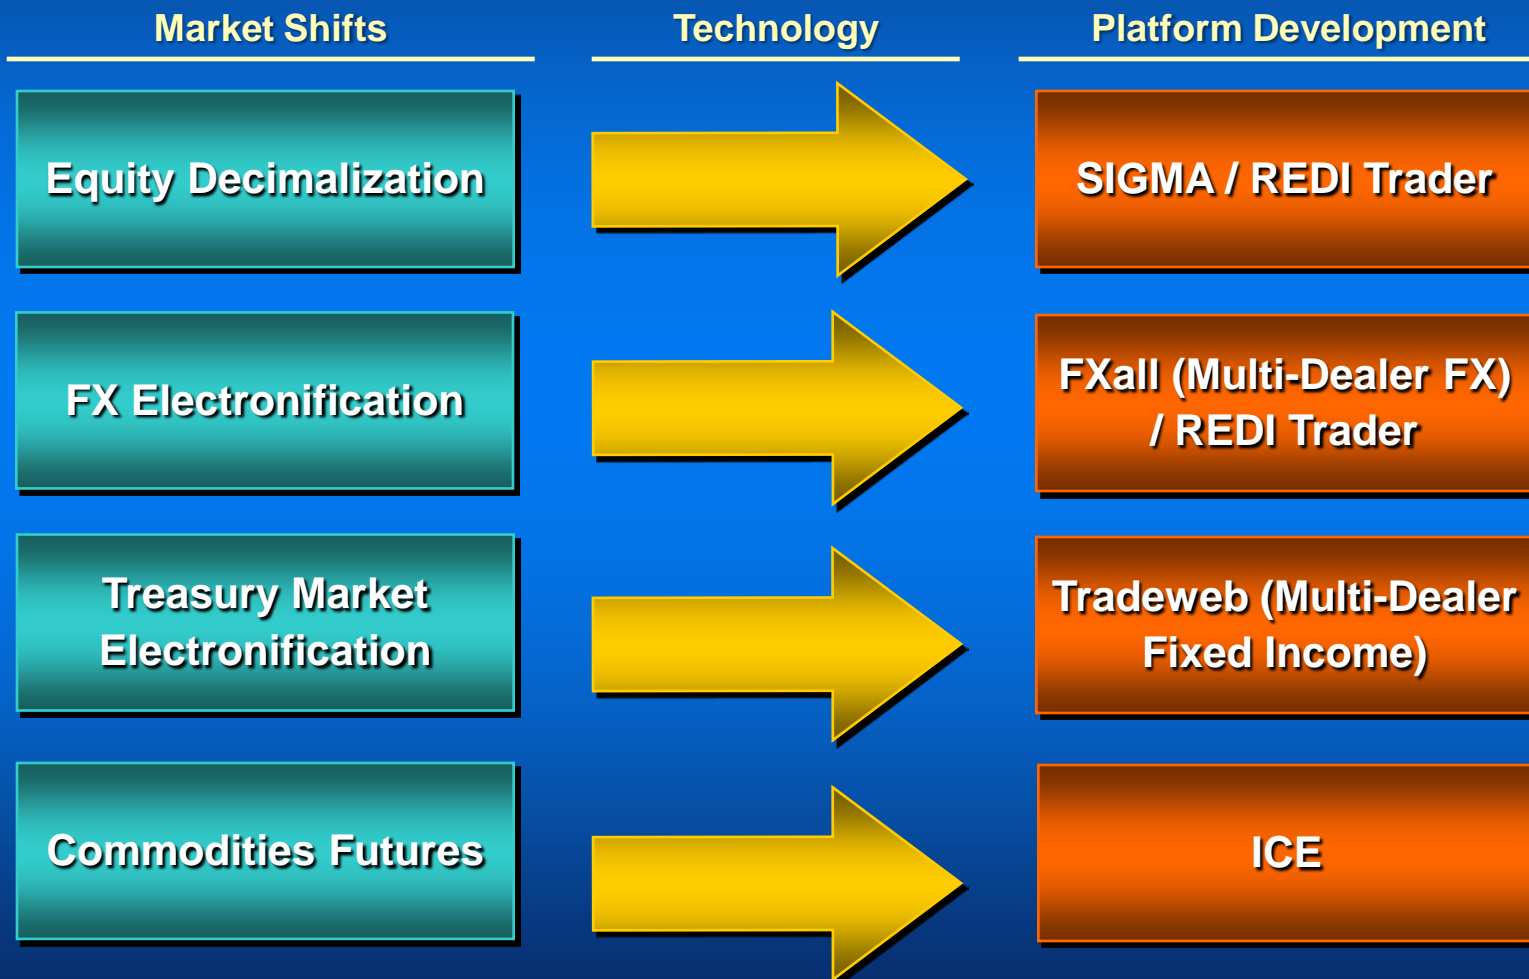 Market Shifts
Technology
Platform Development
Equity Decimalization
SIGMA / REDI Trader
FX Electronification
FXall (Multi-Dealer FX)
/ REDI Trader
Treasury Market
Electronification
Tradeweb (Multi-Dealer
Fixed Income)
Commodities Futures
ICE